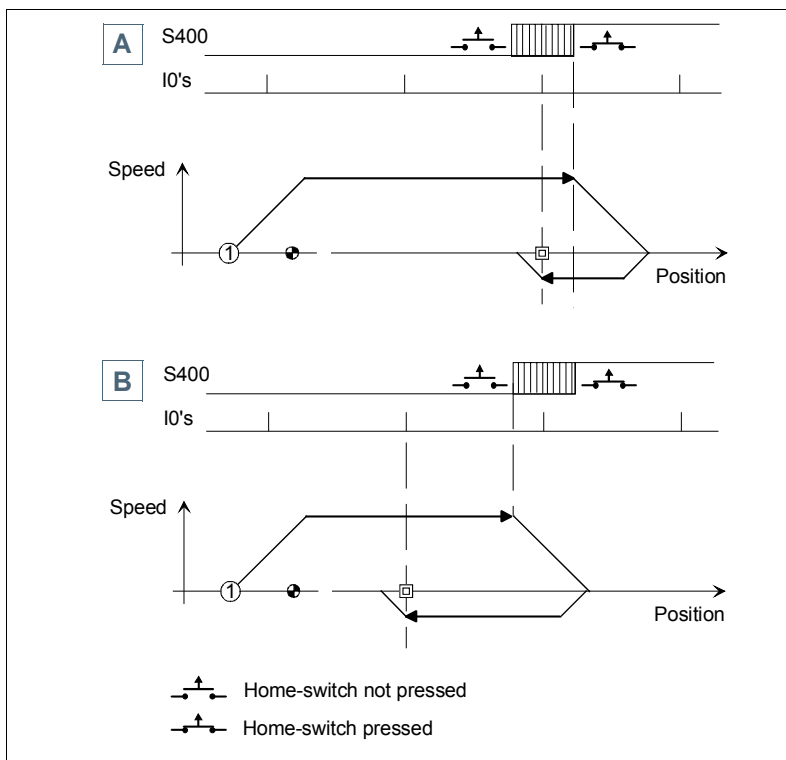 A S400
I0's
Speed
1
Position
B S400
I0's
Speed
1
Position
Home-switch not pressed
Home-switch pressed